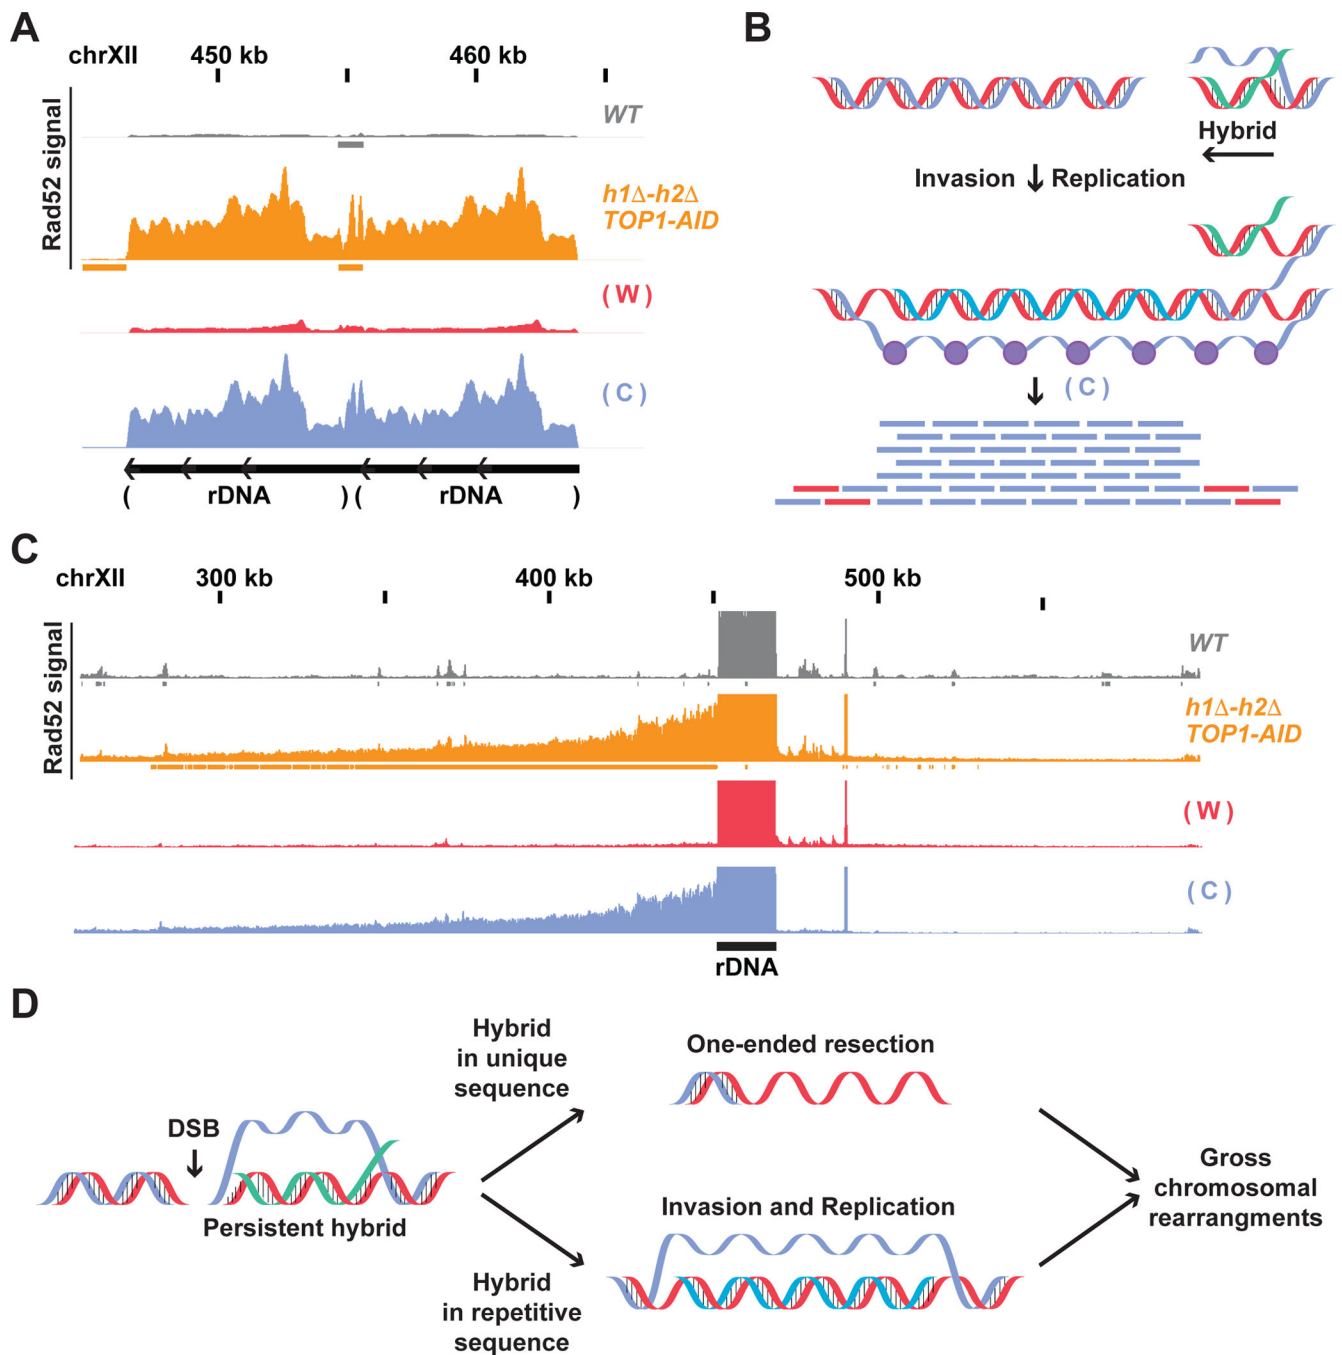 A
chrXII 450 kb 460 kb
Rad52 signal
WT
h1Δ-h2Δ
TOP1-AID
( W )
( C )
( rDNA ) ( rDNA )
B
Hybrid
Invasion Replication
( C )
C
chrXII 300 kb 400 kb 500 kb
Rad52 signal
WT
h1Δ-h2Δ
TOP1-AID
( W )
( C )
rDNA
D
DSB
Persistent hybrid
Hybrid
in unique
sequence
One-ended resection
Hybrid
in repetitive
sequence
Invasion and Replication
Gross
chromosomal
rearrangments